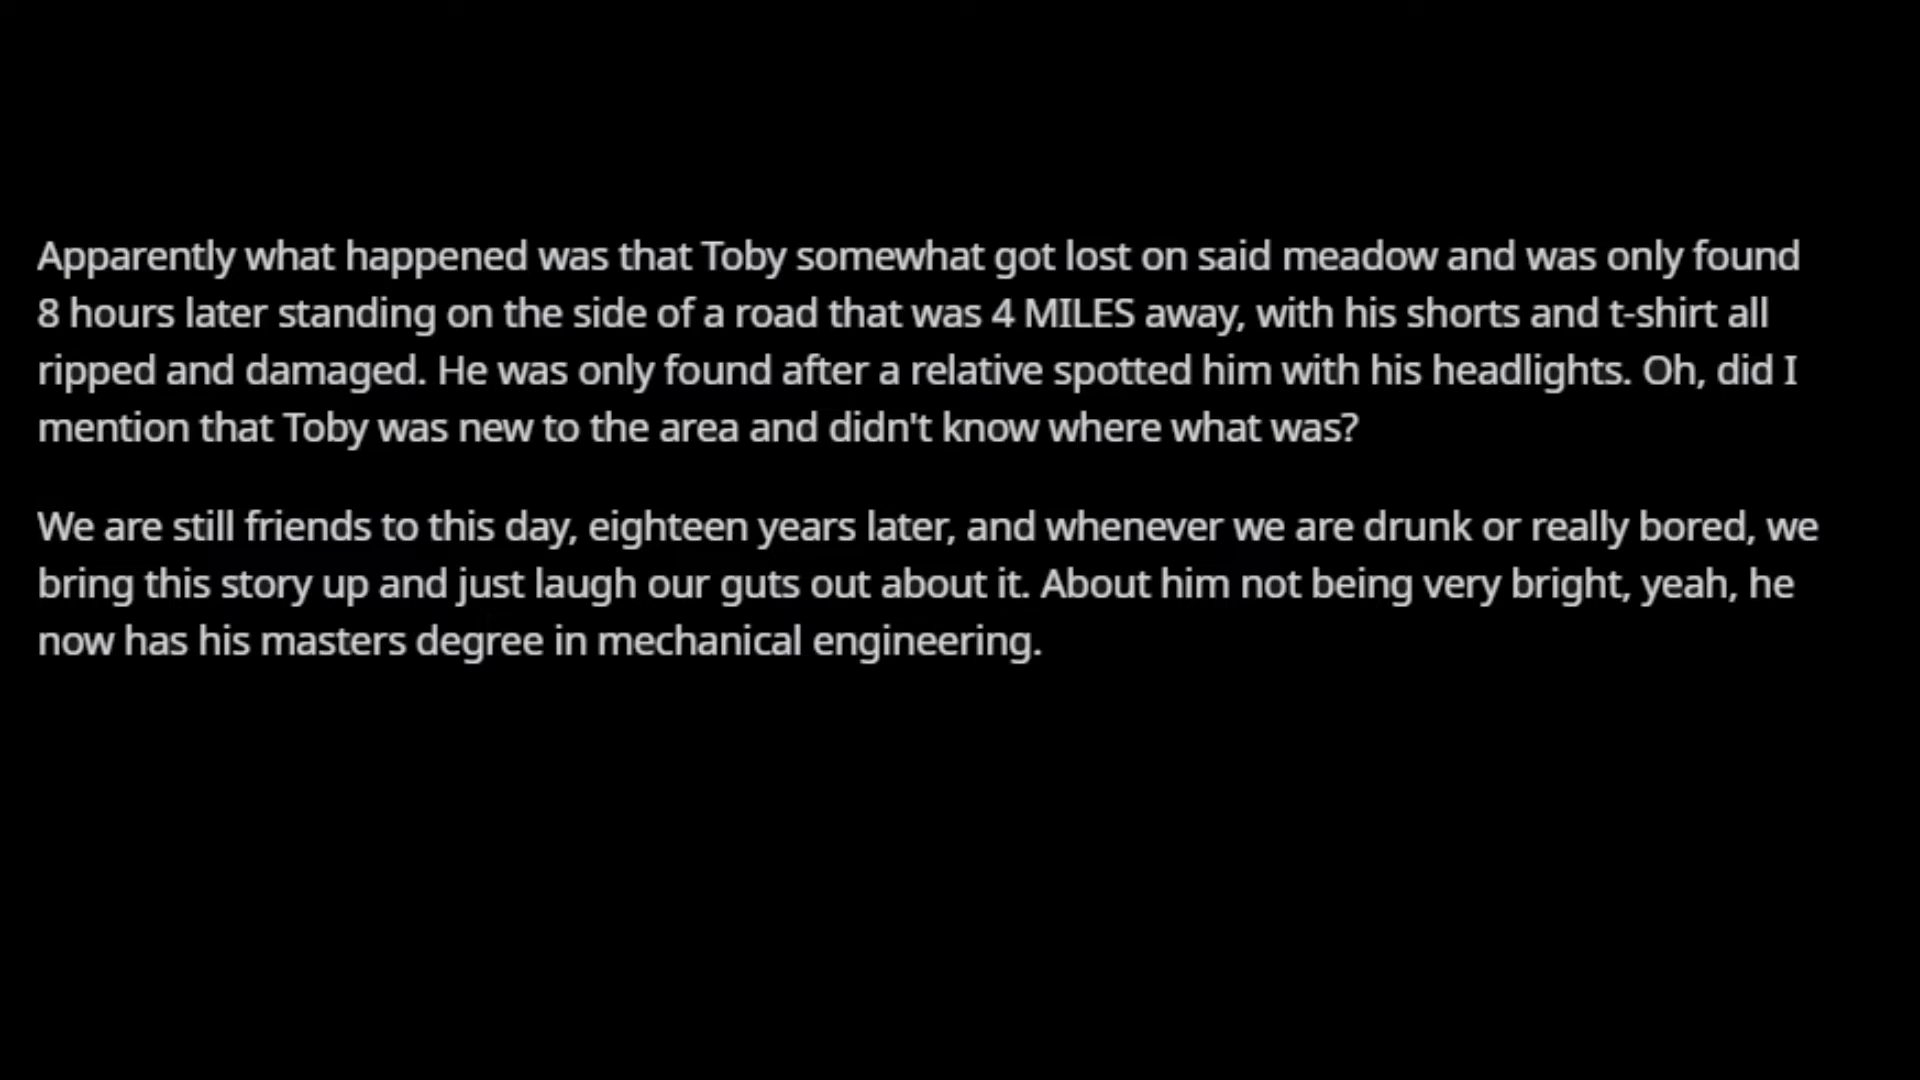 Apparently what happened was that Toby somewhat got lost on said meadow and was only found
8 hours later standing on the side of a road that was 4 MILES away, with his shorts and t-shirt all
ripped and damaged. He was only found after a relative spotted him with his headlights. Oh, did I
mention that Toby was new to the area and didn't know where what was?
We are still friends to this day, eighteen years later, and whenever we are drunk or really bored, we
bring this story up and just laugh our guts out about it. About him not being very bright, yeah, he
now has his masters degree in mechanical engineering.